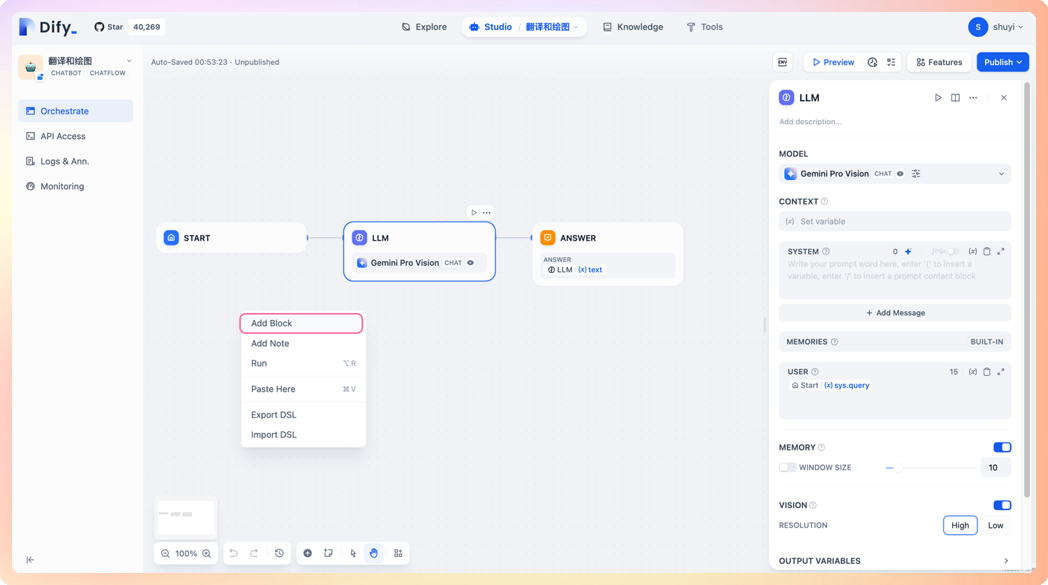 Dify_
Star 40,269
Explore
Studio / 翻译和绘图
Knowledge
Tools
S shuyi
翻译和绘图
CHATBOT CHATFLOW
Auto-Saved 00:53:23 · Unpublished
ENV
Preview
Features
Publish
Orchestrate
API Access
Logs & Ann.
Monitoring
START
LLM
Gemini Pro Vision CHAT
ANSWER
ANSWER
LLM / (x) text
Add Block
Add Note
Run ⌥ R
Paste Here ⌘ V
Export DSL
Import DSL
100%
LLM
Add description...
MODEL
Gemini Pro Vision CHAT
CONTEXT
(x) Set variable
SYSTEM 0 (x)
Write your prompt word here, enter '{' to insert a
variable, enter '/' to insert a prompt content block
+ Add Message
MEMORIES BUILT-IN
USER 15 (x)
Start / (x) sys.query
MEMORY
WINDOW SIZE 10
VISION
RESOLUTION High Low
OUTPUT VARIABLES